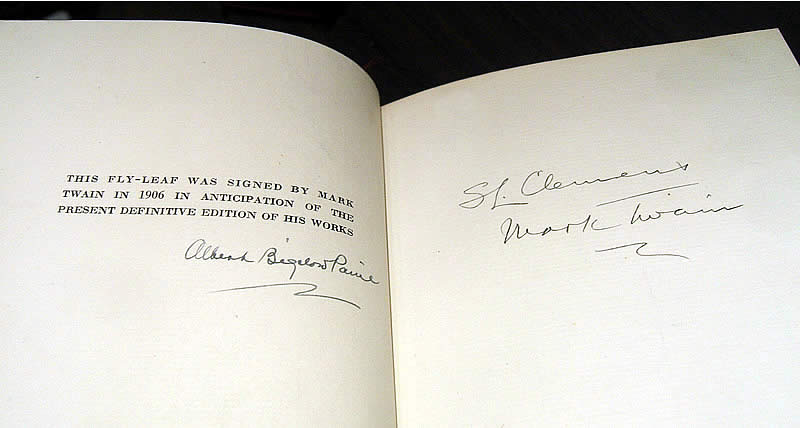 THIS FLY-LEAF WAS SIGNED BY MARK
TWAIN IN 1906 IN ANTICIPATION OF THE
PRESENT DEFINITIVE EDITION OF HIS WORKS
Albert Bigelow Paine
SL. Clemens
Mark Twain